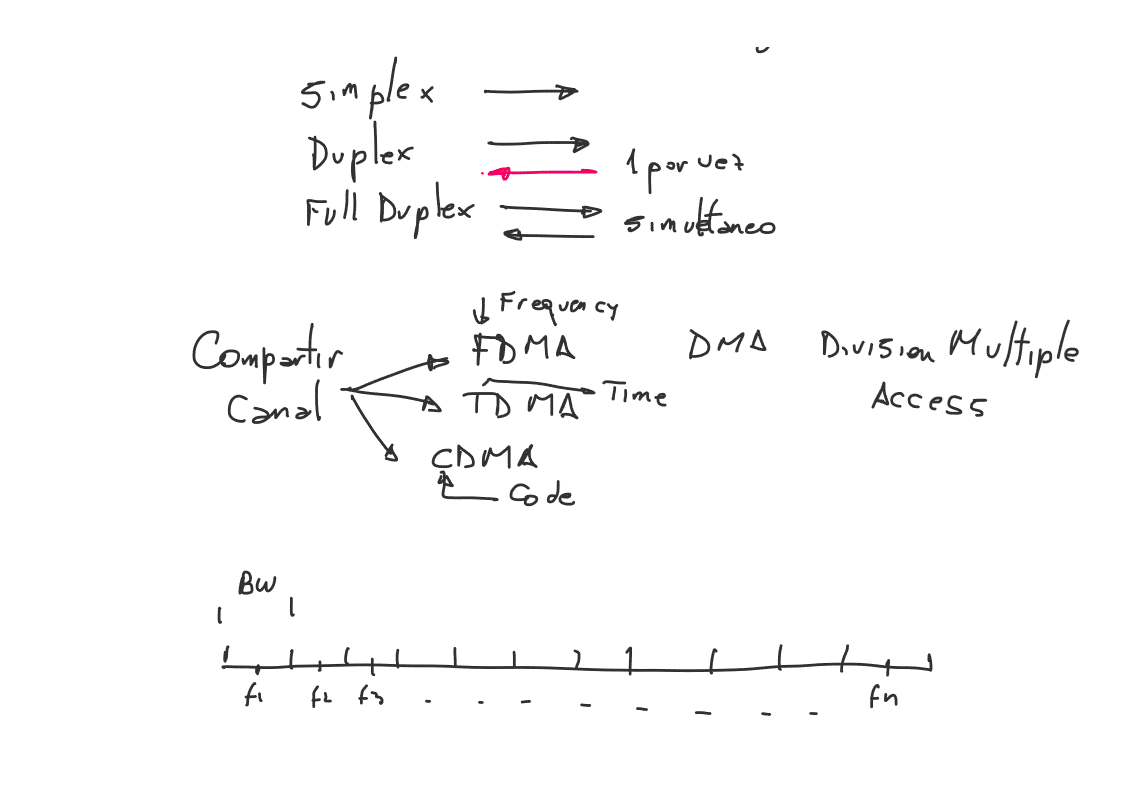 Simplex
Duplex
1 por vez
Full Duplex
simultaneo
Frequency
Compartir
FDMA
DMA
Division Multiple
Access
Canal
TDMA
Time
CDMA
Code
BW
f1 f2 f3 - - - - - - - - fn